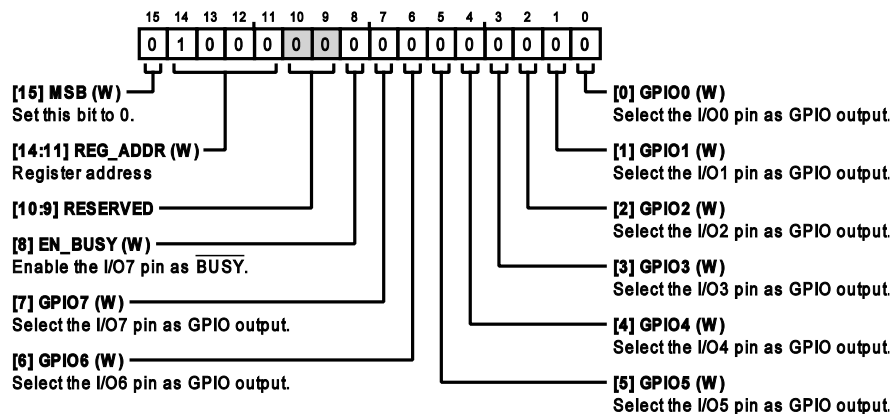 15 14 13 12 11 10 9 8 7 6 5 4 3 2 1 0
0 1 0 0 0 0 0 0 0 0 0 0 0 0 0 0
[15] MSB (W)
Set this bit to 0.
[14:11] REG_ADDR (W)
Register address
[10:9] RESERVED
[8] EN_BUSY (W)
Enable the I/O7 pin as BUSY.
[7] GPIO7 (W)
Select the I/O7 pin as GPIO output.
[6] GPIO6 (W)
Select the I/O6 pin as GPIO output.
[0] GPIO0 (W)
Select the I/O0 pin as GPIO output.
[1] GPIO1 (W)
Select the I/O1 pin as GPIO output.
[2] GPIO2 (W)
Select the I/O2 pin as GPIO output.
[3] GPIO3 (W)
Select the I/O3 pin as GPIO output.
[4] GPIO4 (W)
Select the I/O4 pin as GPIO output.
[5] GPIO5 (W)
Select the I/O5 pin as GPIO output.